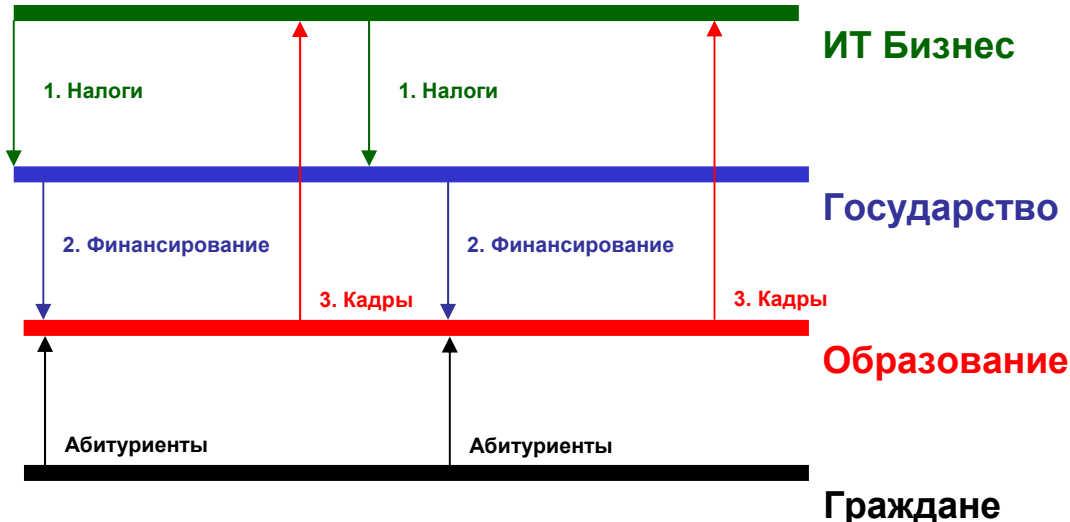 ИТ Бизнес
1. Налоги
1. Налоги
Государство
2. Финансирование
2. Финансирование
3. Кадры
3. Кадры
Образование
Абитуриенты
Абитуриенты
Граждане